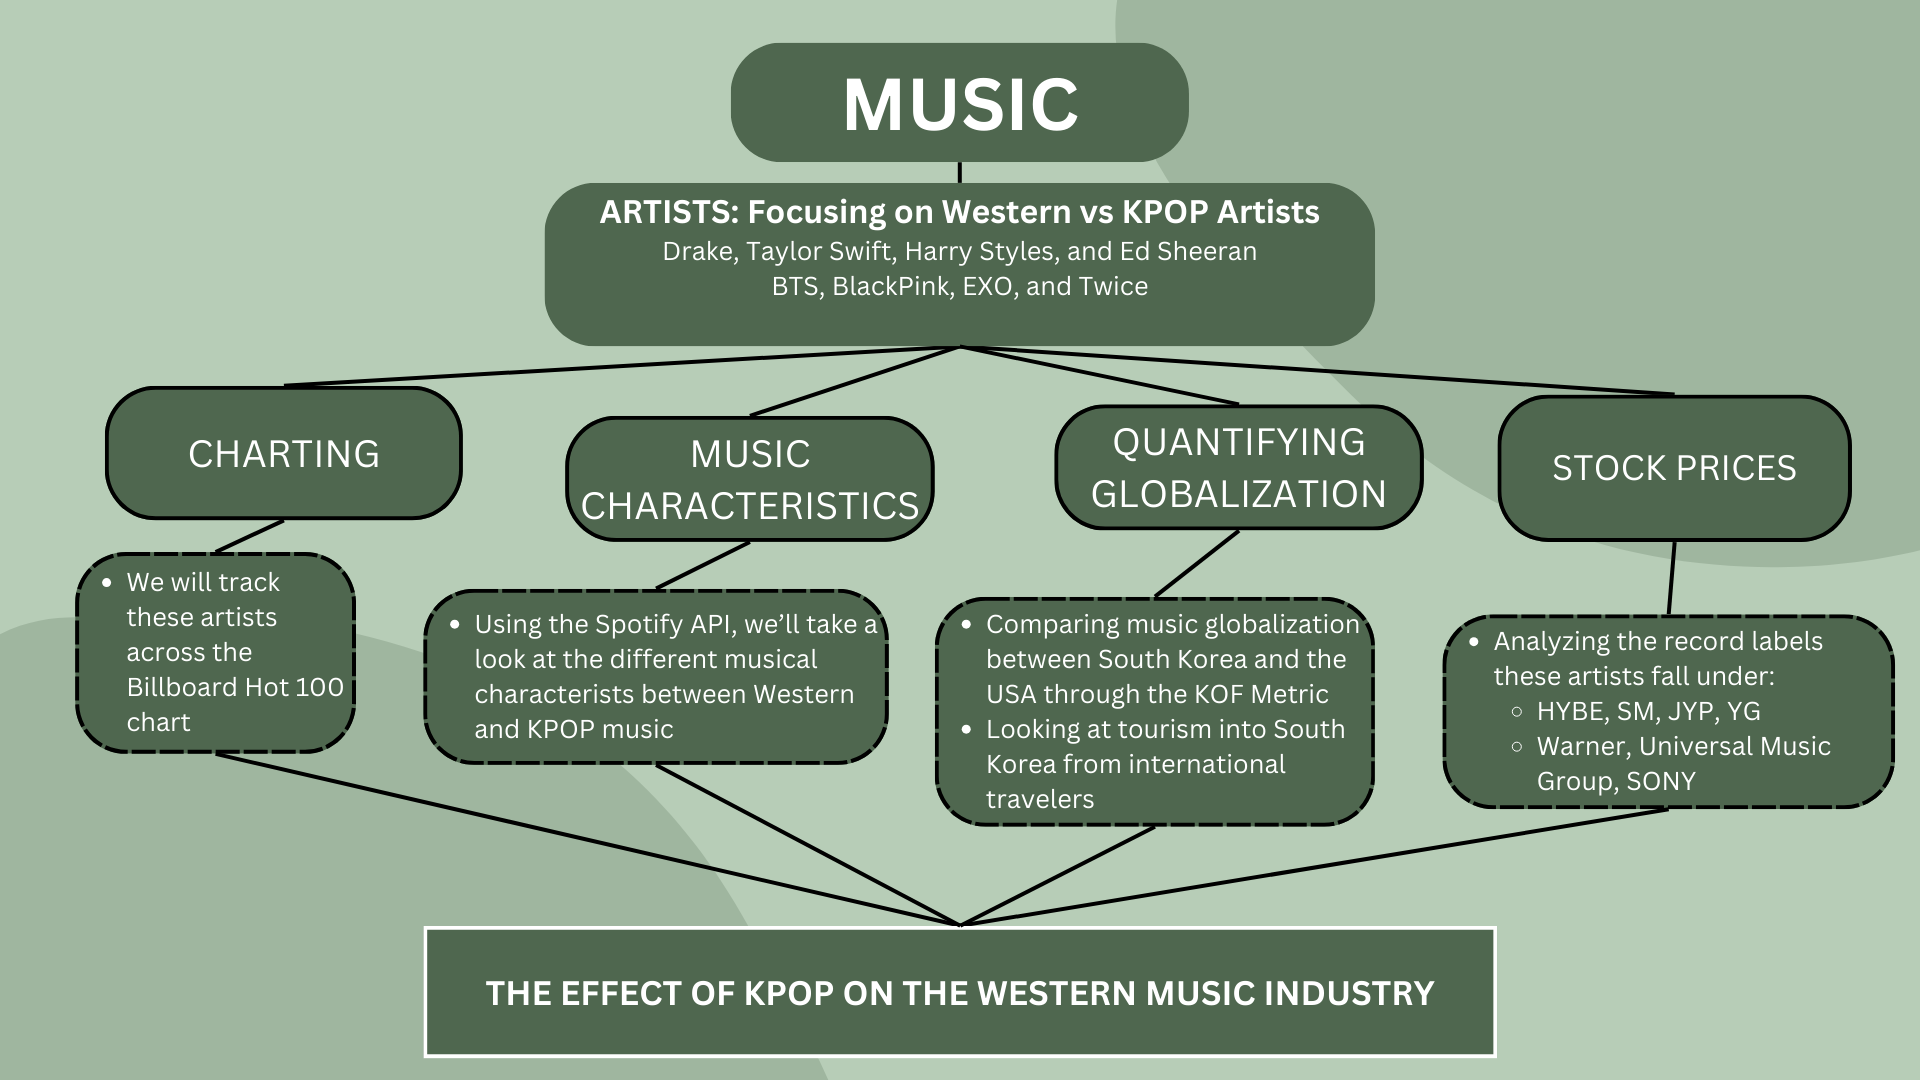 MUSIC
ARTISTS: Focusing on Western vs KPOP Artists
Drake, Taylor Swift, Harry Styles, and Ed Sheeran
BTS, BlackPink, EXO, and Twice
CHARTING
• We will track
these artists
across the
Billboard Hot 100
chart
MUSIC
CHARACTERISTICS
• Using the Spotify API, we’ll take a
look at the different musical
characterists between Western
and KPOP music
QUANTIFYING
GLOBALIZATION
• Comparing music globalization
between South Korea and the
USA through the KOF Metric
• Looking at tourism into South
Korea from international
travelers
STOCK PRICES
• Analyzing the record labels
these artists fall under:
○ HYBE, SM, JYP, YG
○ Warner, Universal Music
Group, SONY
THE EFFECT OF KPOP ON THE WESTERN MUSIC INDUSTRY